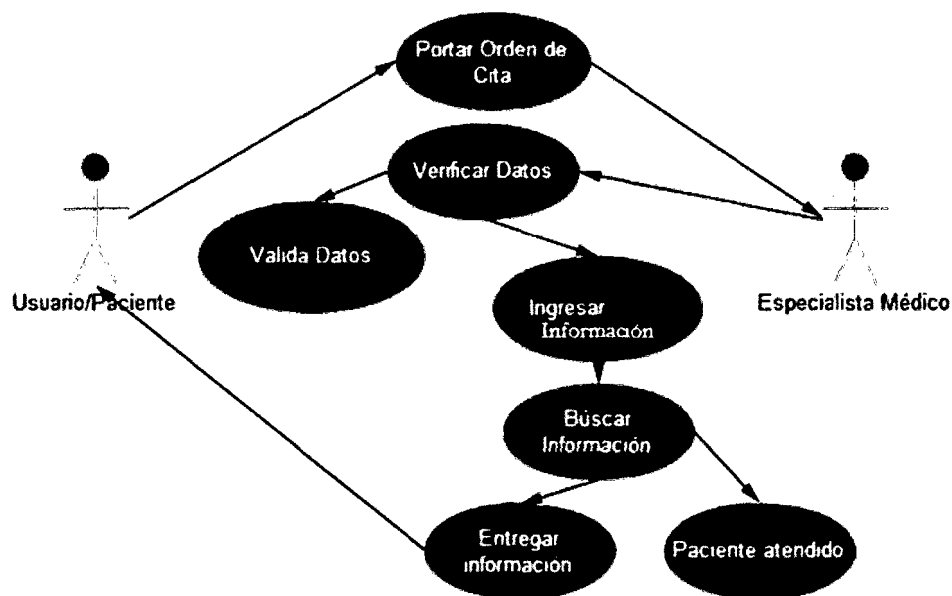 Portar Orden de
Cita
Verificar Datos
Valida Datos
Usuario/Paciente
Especialista Médico
Ingresar
Información
Búscar
Información
Entregar
información
Paciente atendido